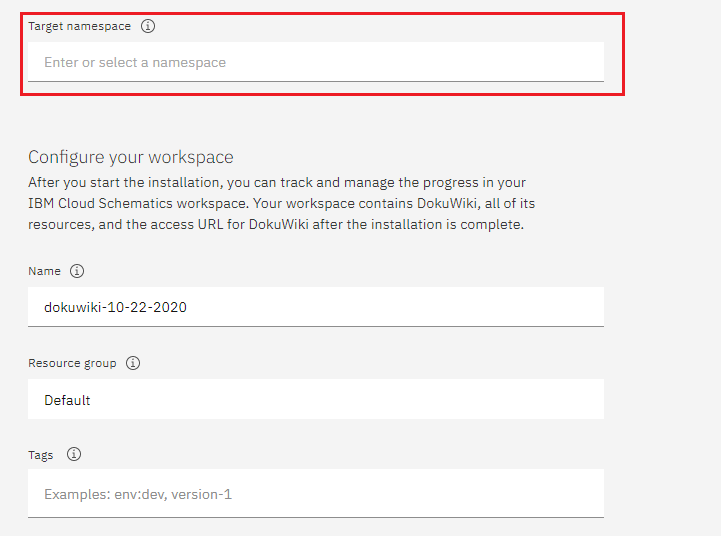 Target namespace
Enter or select a namespace
Configure your workspace
After you start the installation, you can track and manage the progress in your
IBM Cloud Schematics workspace. Your workspace contains DokuWiki, all of its
resources, and the access URL for DokuWiki after the installation is complete.
Name
dokuwiki-10-22-2020
Resource group
Default
Tags
Examples: env:dev, version-1